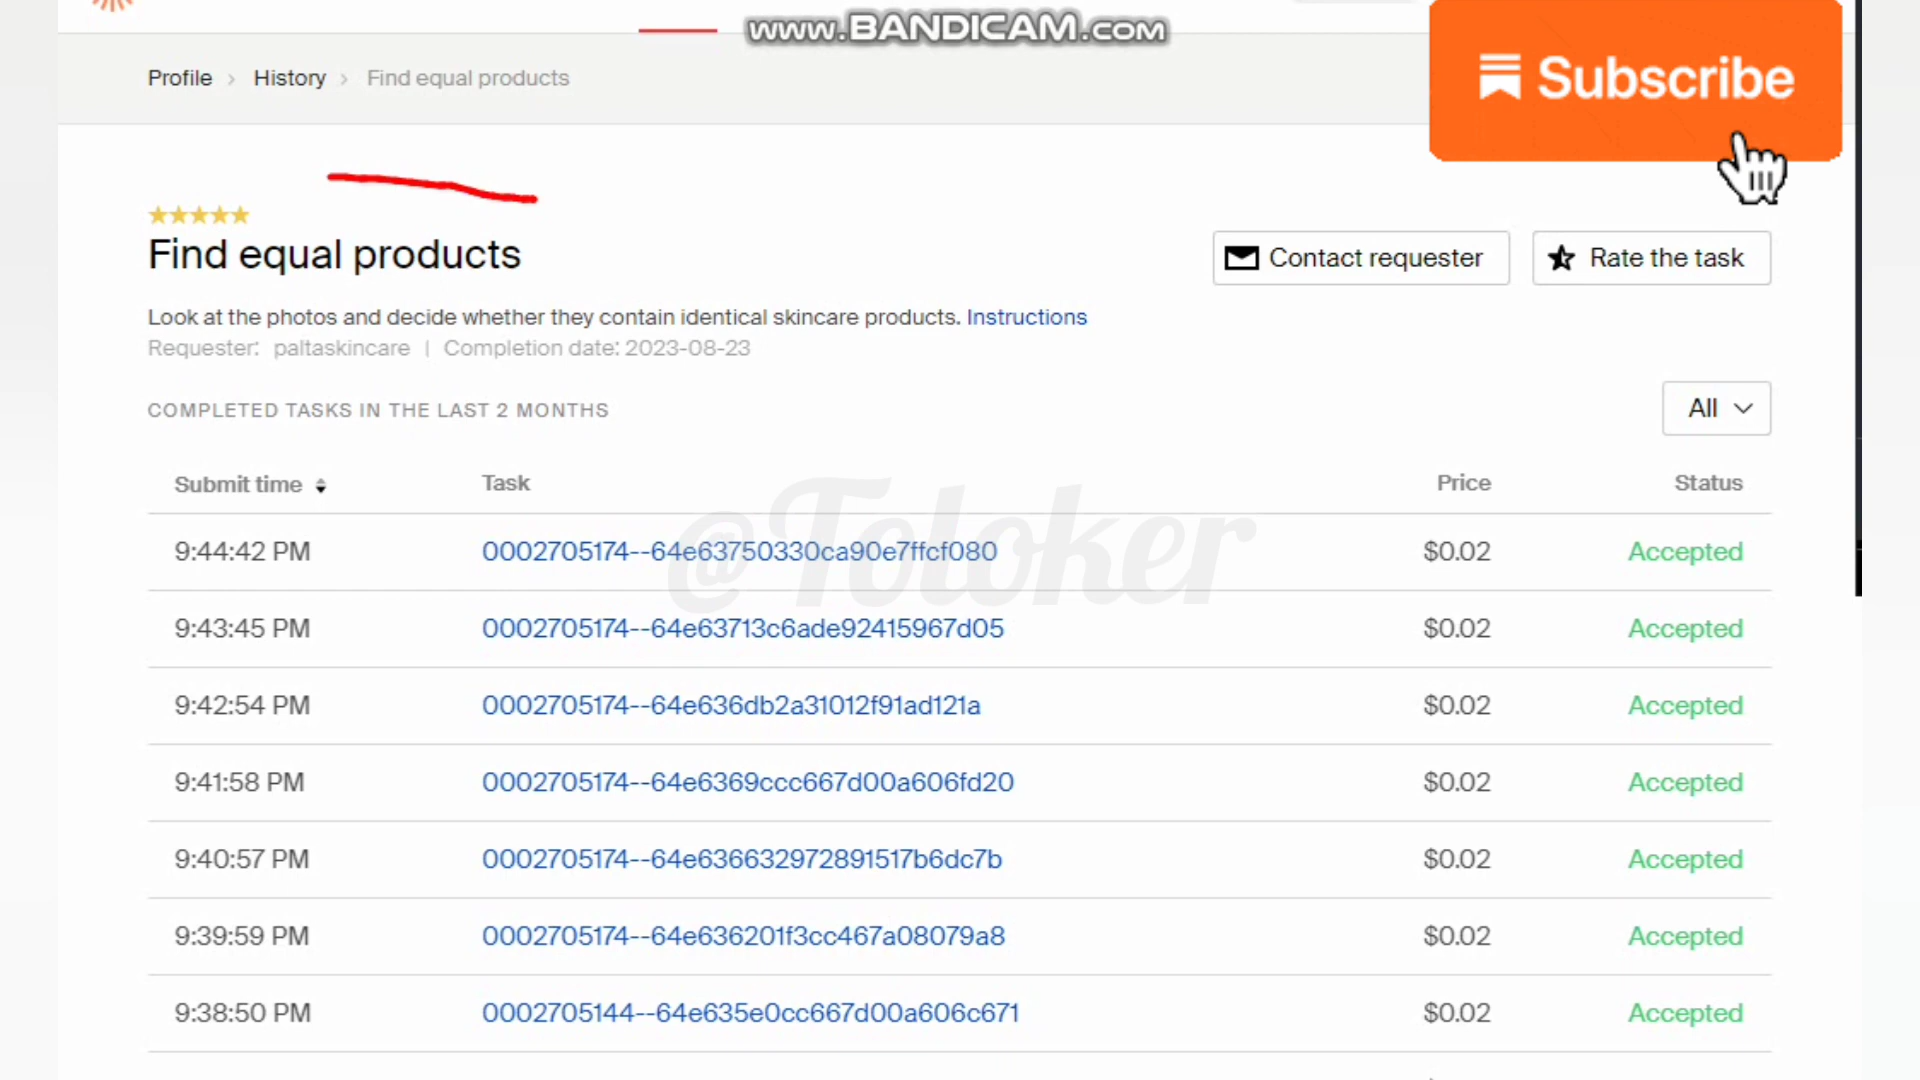 www.BANDICAM.com
Subscribe
Profile > History > Find equal products
Find equal products
Contact requester
Rate the task
Look at the photos and decide whether they contain identical skincare products. Instructions
Requester: paltaskincare | Completion date: 2023-08-23
COMPLETED TASKS IN THE LAST 2 MONTHS
All
Submit time Task Price Status
@Toloker
9:44:42 PM 0002705174--64e63750330ca90e7ffcf080 $0.02 Accepted
9:43:45 PM 0002705174--64e63713c6ade92415967d05 $0.02 Accepted
9:42:54 PM 0002705174--64e636db2a31012f91ad121a $0.02 Accepted
9:41:58 PM 0002705174--64e6369ccc667d00a606fd20 $0.02 Accepted
9:40:57 PM 0002705174--64e636632972891517b6dc7b $0.02 Accepted
9:39:59 PM 0002705174--64e636201f3cc467a08079a8 $0.02 Accepted
9:38:50 PM 0002705144--64e635e0cc667d00a606c671 $0.02 Accepted